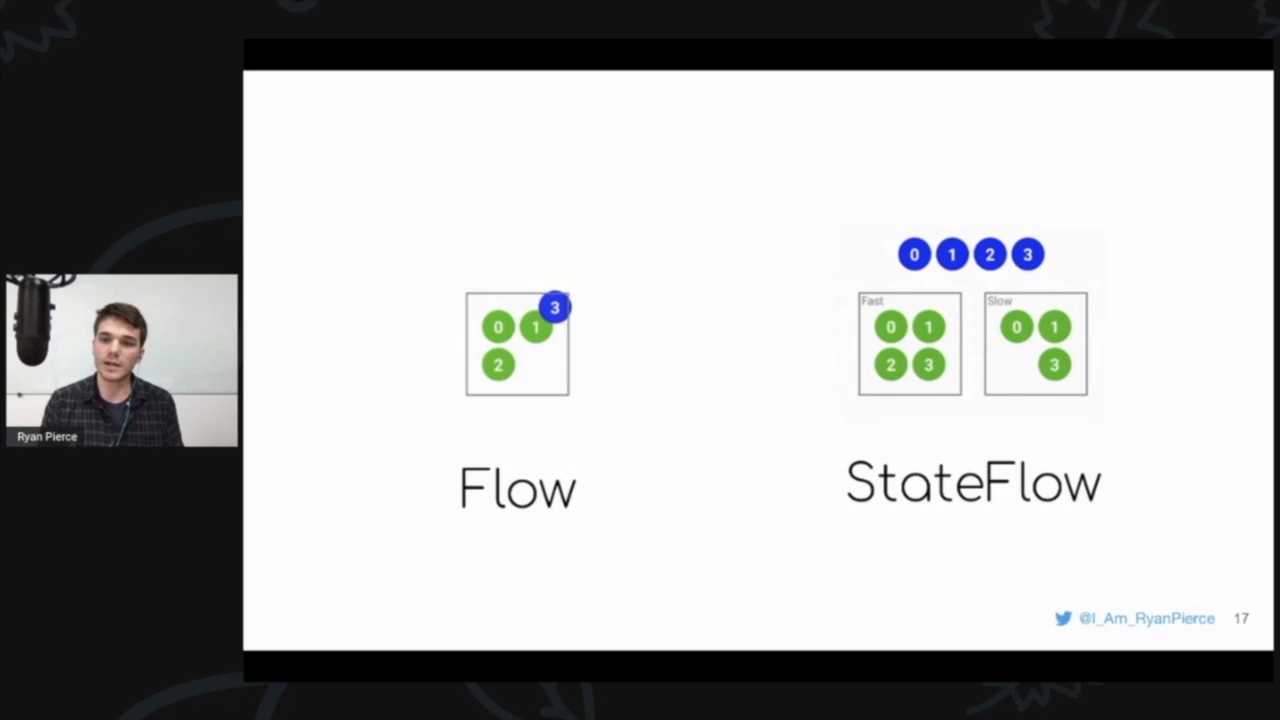 0 1 2 3
3
Fast
Slow
0 1
0 1
0 1
2
2 3
3
Flow
StateFlow
Ryan Pierce
@I_Am_RyanPierce 17